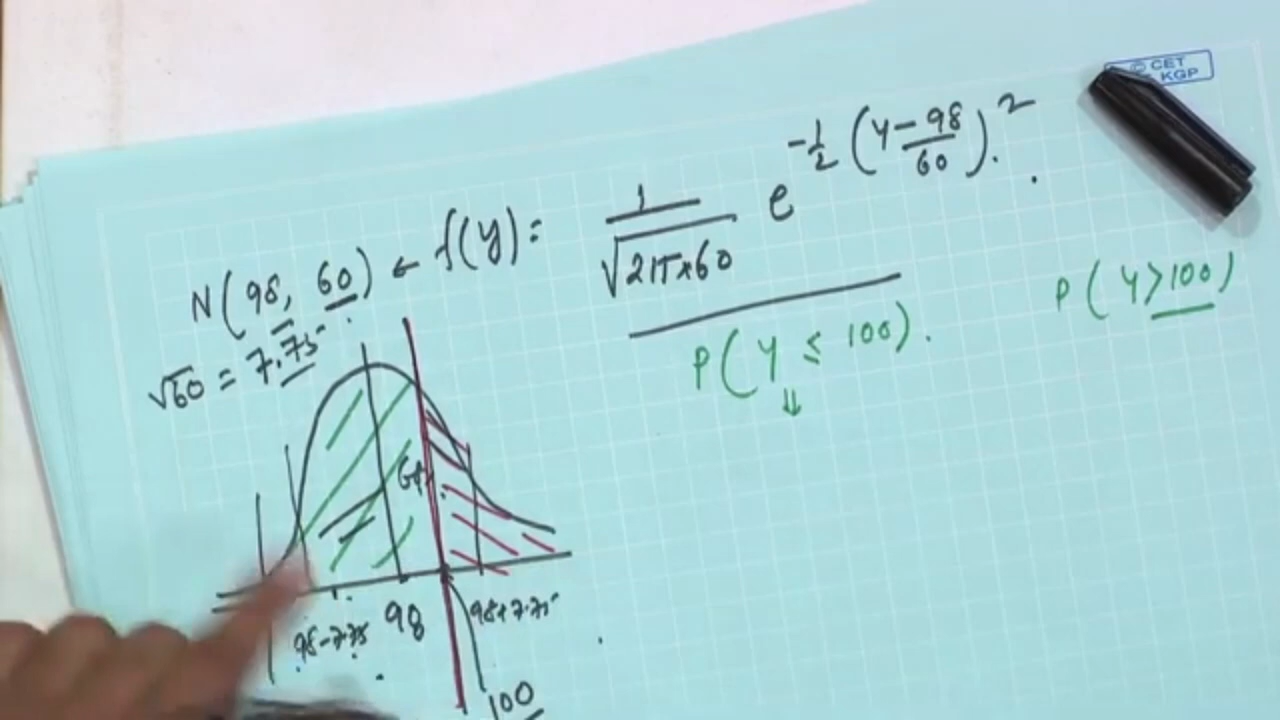 © CET
KGP
N(98, 60) ← f(y) = 1/√2π×60 e^-1/2 (y-98/60)^2.
√60 = 7.75
P(Y ≤ 100).
⇓
P(Y>100)
98-7.75 98 98+7.75
100